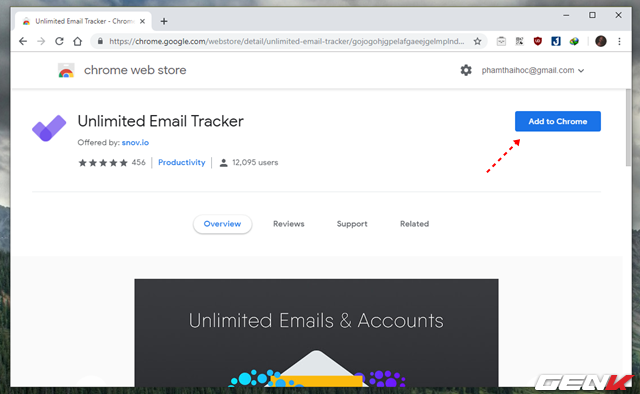 Unlimited Email Tracker - Chrom
https://chrome.google.com/webstore/detail/unlimited-email-tracker/gojogohjgpelafgaeejgelmplnd...
chrome web store
phamthaihoc@gmail.com
Unlimited Email Tracker
Add to Chrome
Offered by: snov.io
456 Productivity 12,095 users
Overview Reviews Support Related
Unlimited Emails & Accounts
GENK